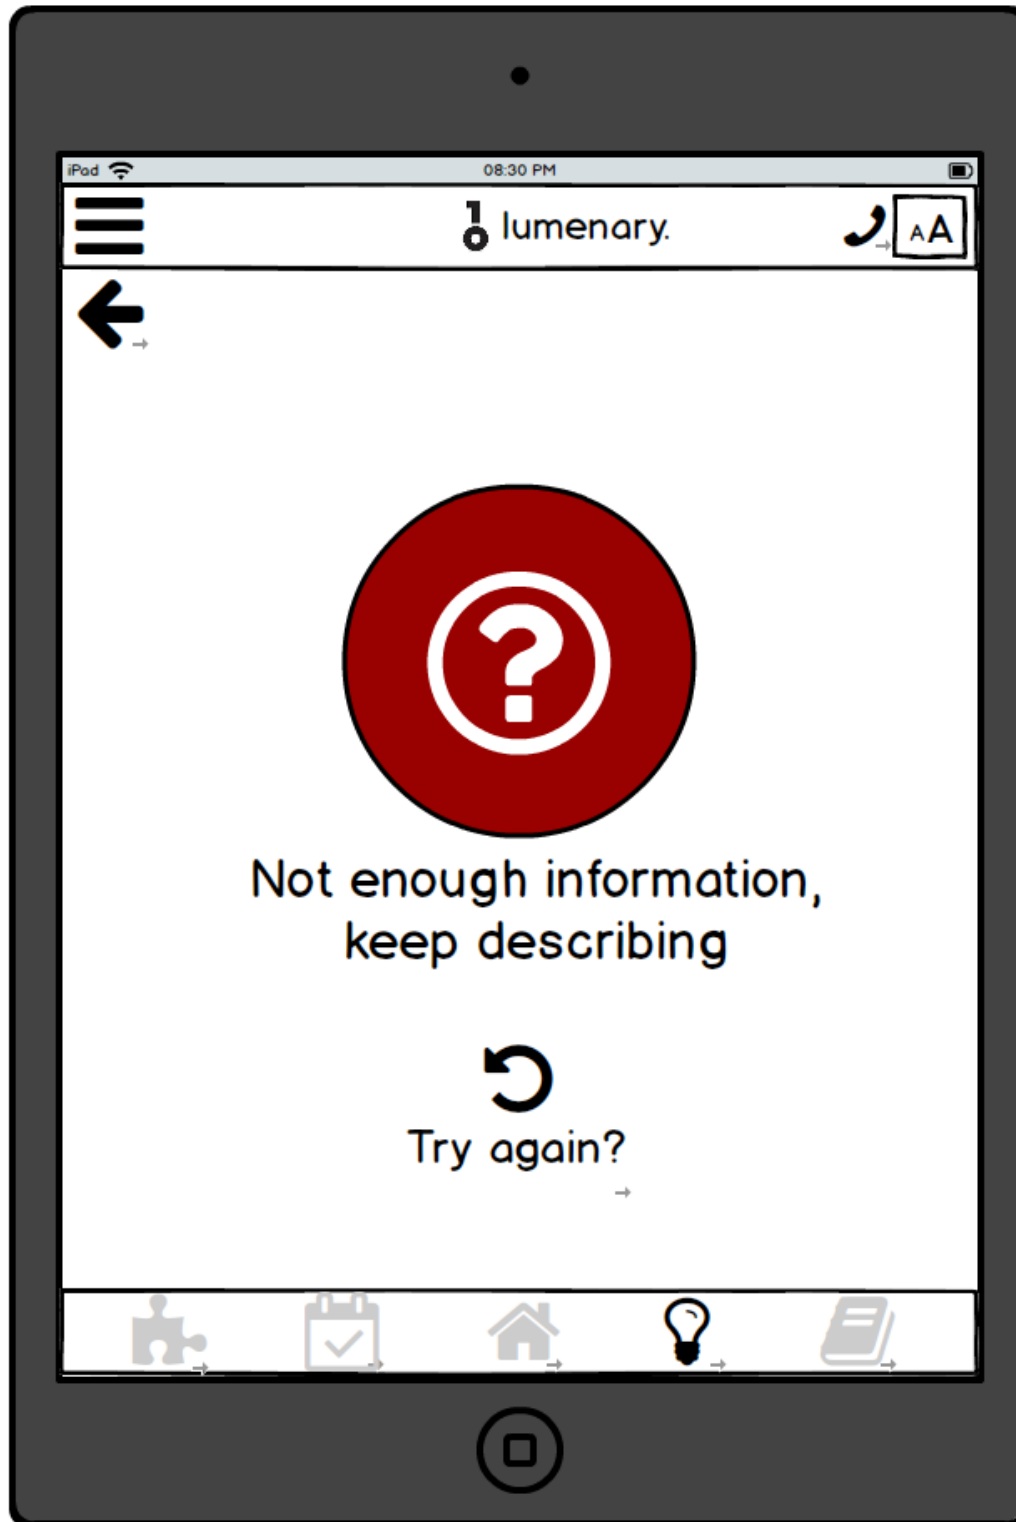 iPad
08:30 PM
lumenary.
AA
Not enough information,
keep describing
Try again?